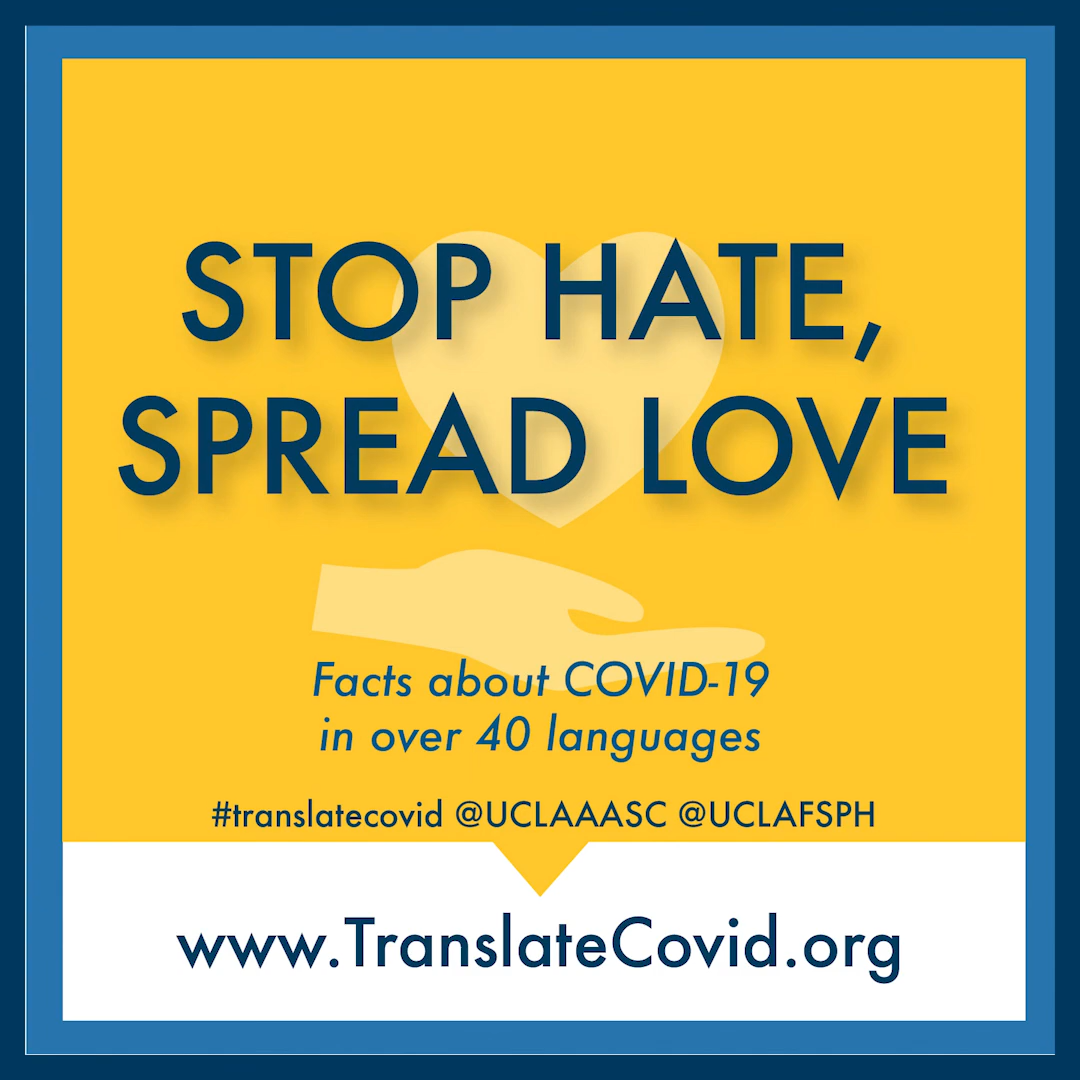 STOP HATE,
SPREAD LOVE
Facts about COVID-19
in over 40 languages
#translatecovid @UCLAAASC @UCLAFSPH
www.TranslateCovid.org